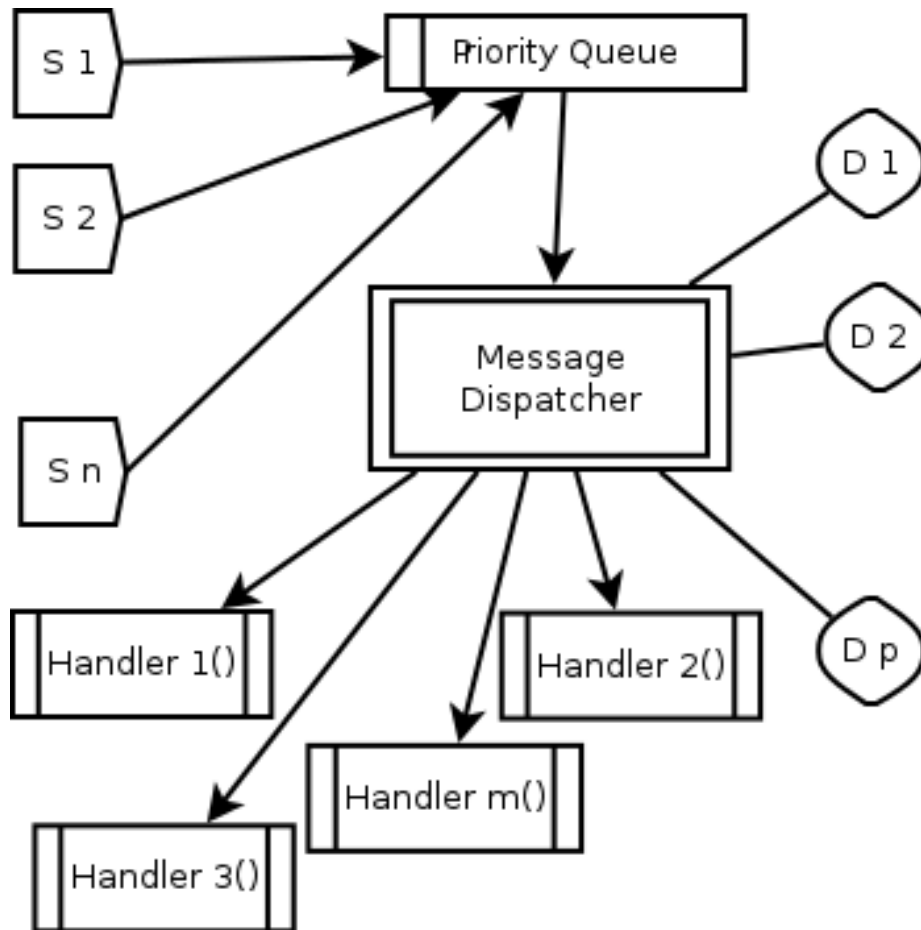 S 1
Priority Queue
D 1
S 2
D 2
Message
Dispatcher
S n
Handler 1()
Handler 2()
D p
Handler m()
Handler 3()